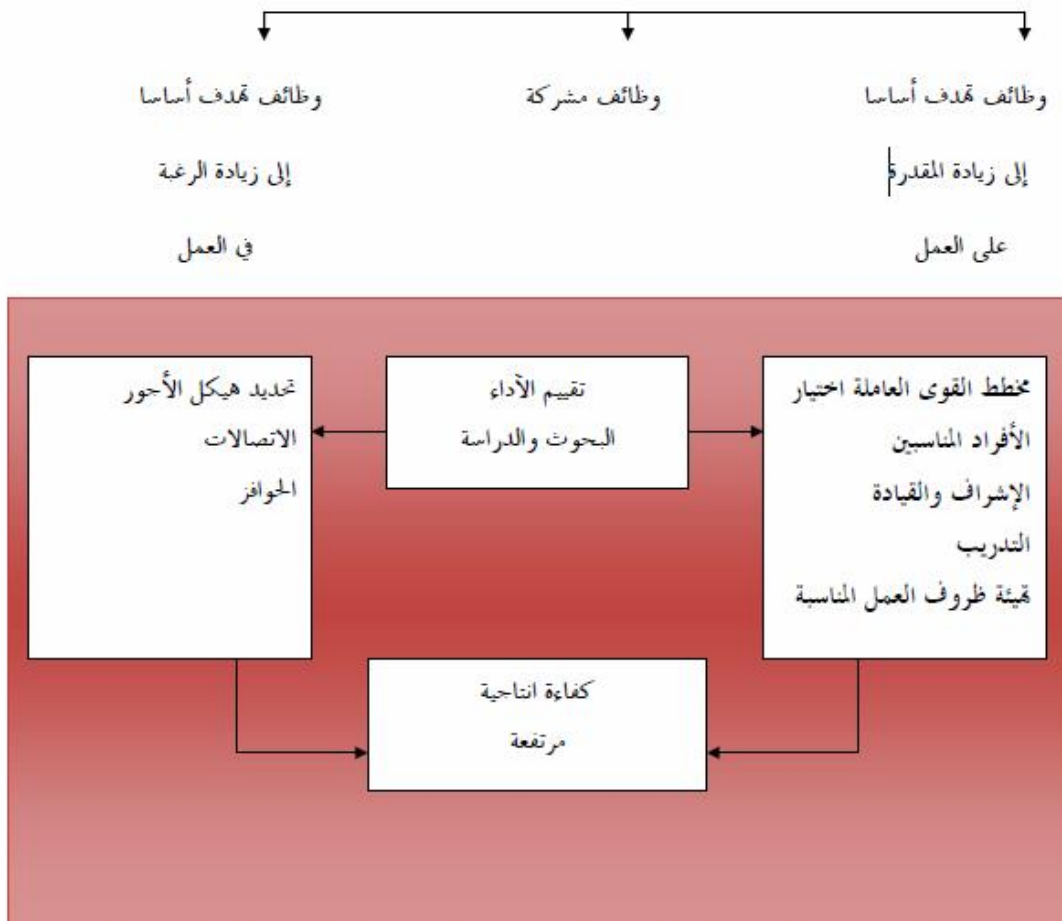 وظائف تهدف أساسا
إلى زيادة المقدرة
على العمل
وظائف مشركة
وظائف تهدف أساسا
إلى زيادة الرغبة
في العمل
مخطط القوى العاملة اختيار
الأفراد المناسبين
الإشراف والقيادة
التدريب
تهيئة ظروف العمل المناسبة
تقييم الآداء
البحوث والدراسة
تحديد هيكل الأجور
الاتصالات
الحوافز
كفاءة انتاجية
مرتفعة